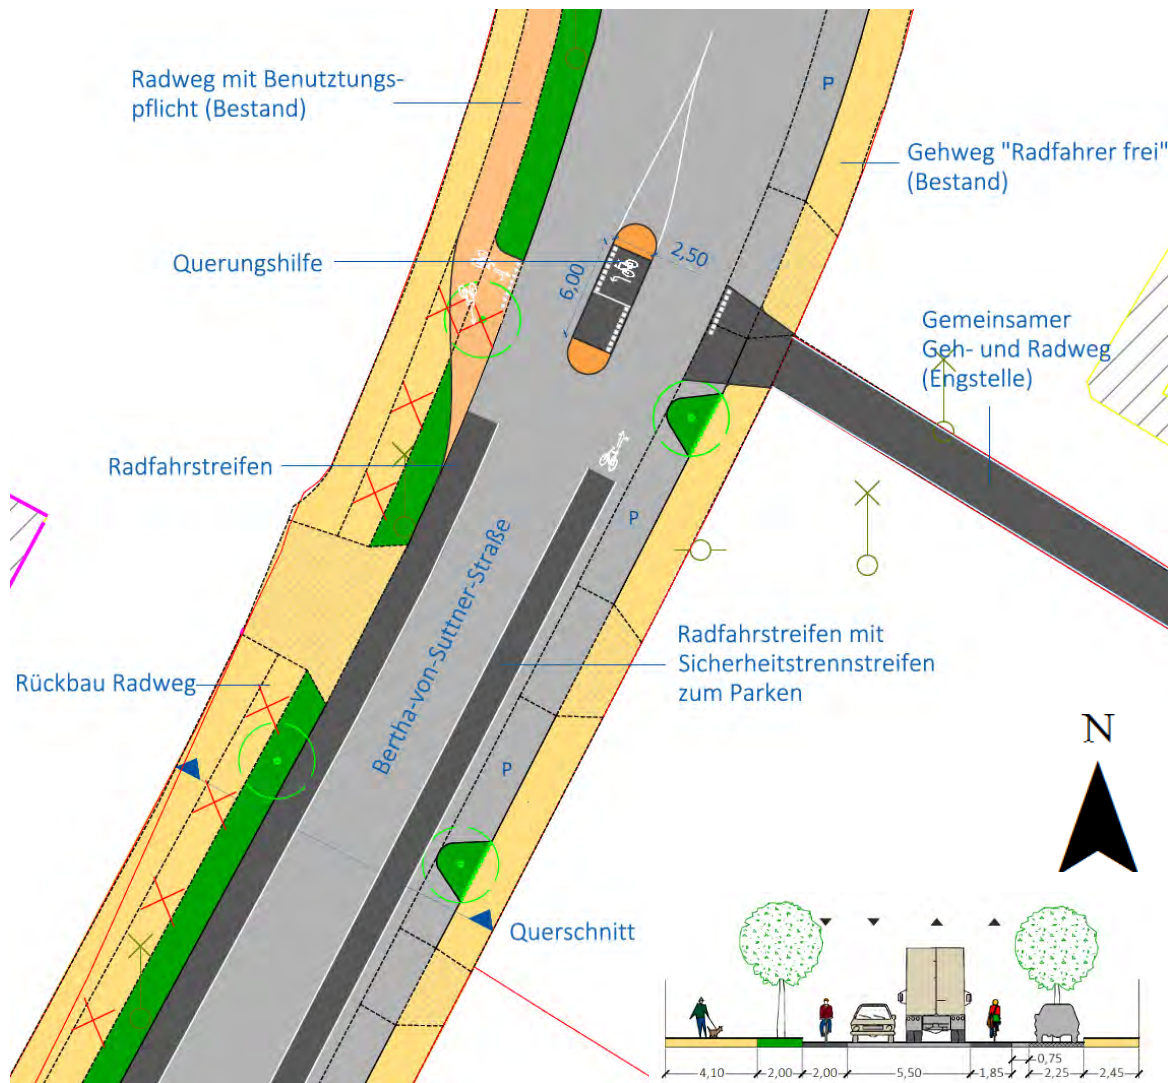 Radweg mit Benutztungs-
pflicht (Bestand)
P
Gehweg "Radfahrer frei"
(Bestand)
Querungshilfe
2,50
6,00
Gemeinsamer
Geh- und Radweg
(Engstelle)
Radfahrstreifen
P
Bertha-von-Suttner-Straße
Radfahrstreifen mit
Sicherheitstrennstreifen
zum Parken
Rückbau Radweg
N
P
Querschnitt
0,75
4,10
2,00
2,00
5,50
1,85
2,25
2,45